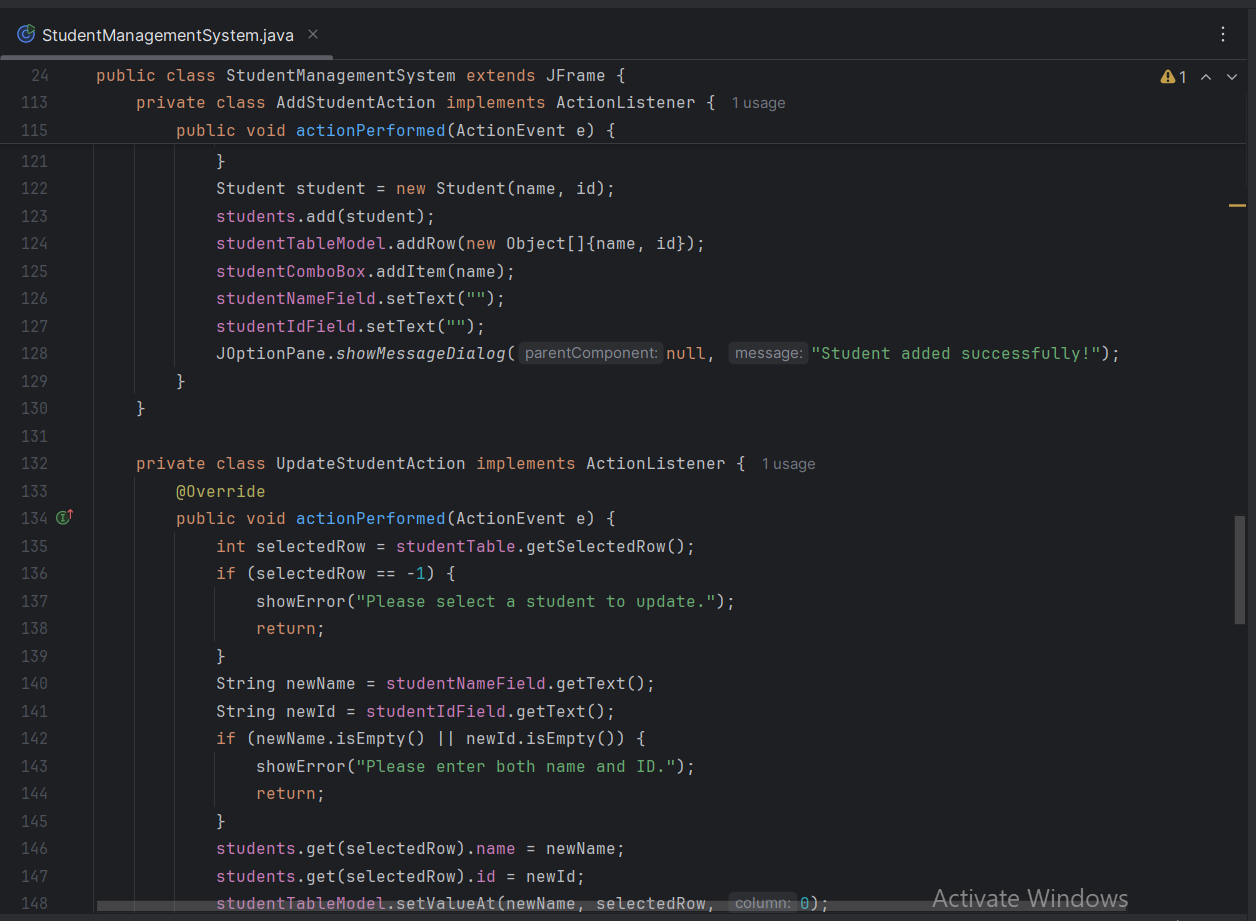 StudentManagementSystem.java
24 public class StudentManagementSystem extends JFrame { 1
113 private class AddStudentAction implements ActionListener { 1 usage
115 public void actionPerformed(ActionEvent e) {
121 }
122 Student student = new Student(name, id);
123 students.add(student);
124 studentTableModel.addRow(new Object[]{name, id});
125 studentComboBox.addItem(name);
126 studentNameField.setText("");
127 studentIdField.setText("");
128 JOptionPane.showMessageDialog( parentComponent: null, message: "Student added successfully!");
129 }
130 }
131
132 private class UpdateStudentAction implements ActionListener { 1 usage
133 @Override
134 public void actionPerformed(ActionEvent e) {
135 int selectedRow = studentTable.getSelectedRow();
136 if (selectedRow == -1) {
137 showError("Please select a student to update.");
138 return;
139 }
140 String newName = studentNameField.getText();
141 String newId = studentIdField.getText();
142 if (newName.isEmpty() || newId.isEmpty()) {
143 showError("Please enter both name and ID.");
144 return;
145 }
146 students.get(selectedRow).name = newName;
147 students.get(selectedRow).id = newId;
148 studentTableModel.setValueAt(newName, selectedRow, column: 0);
Activate Windows